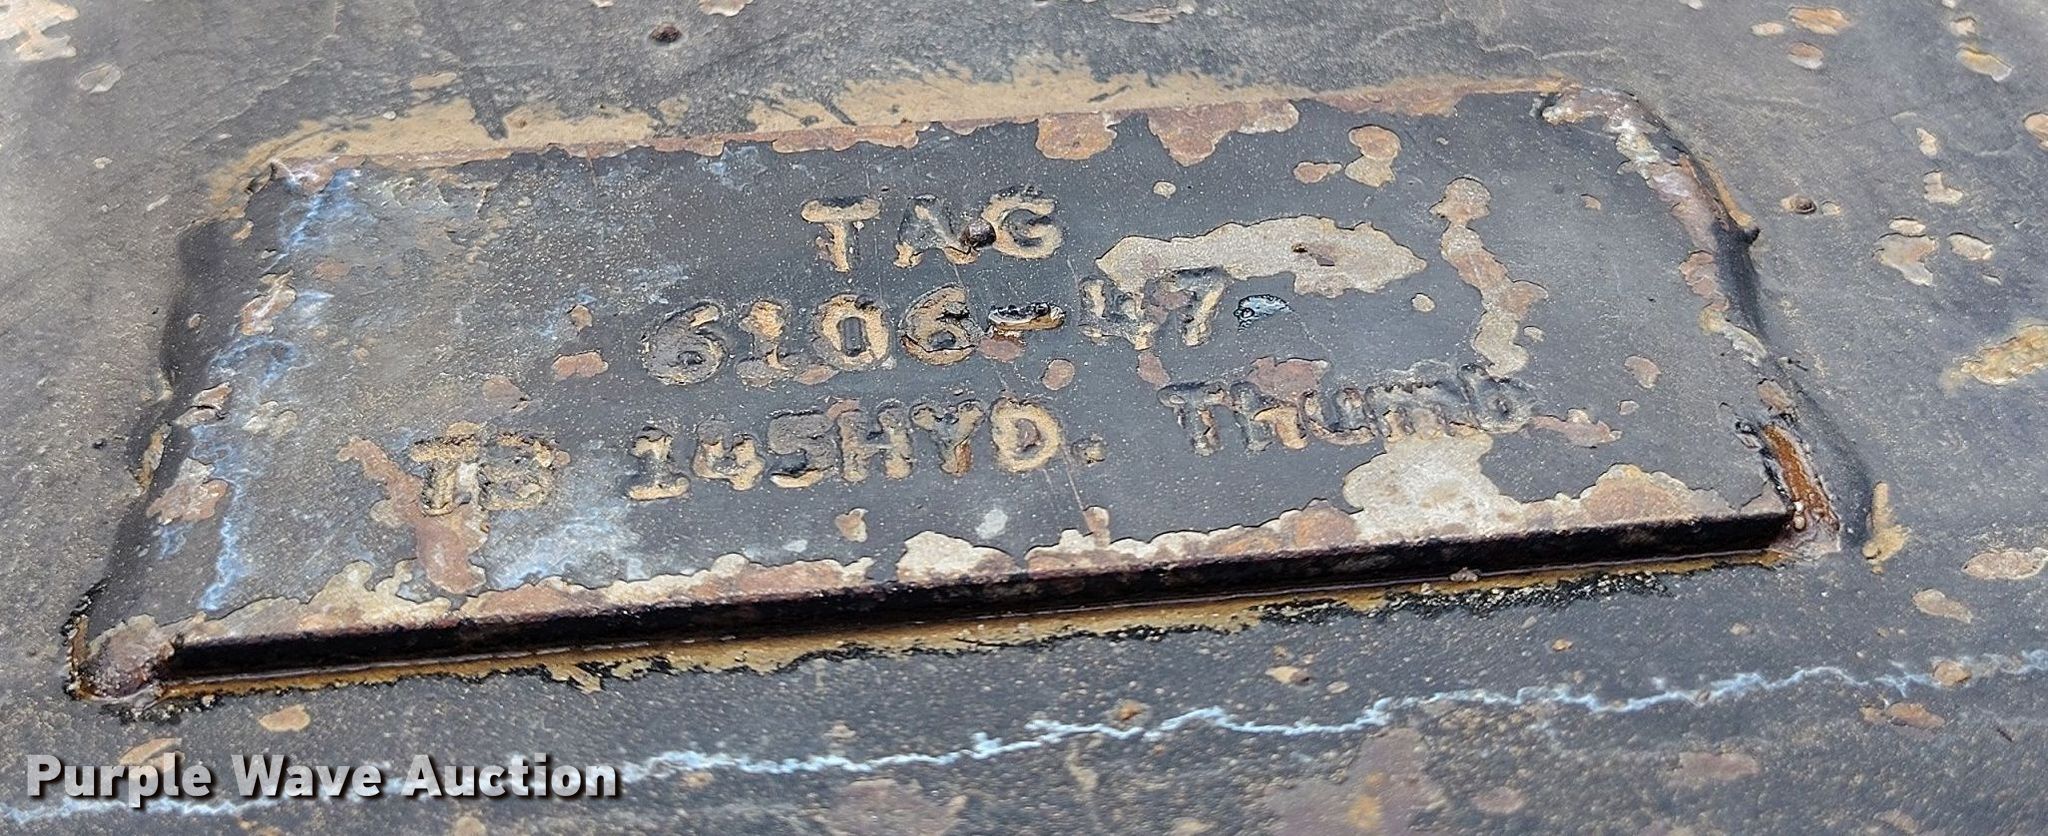 TAG
6106-47
TB 145HYD. Thumb
Purple Wave Auction